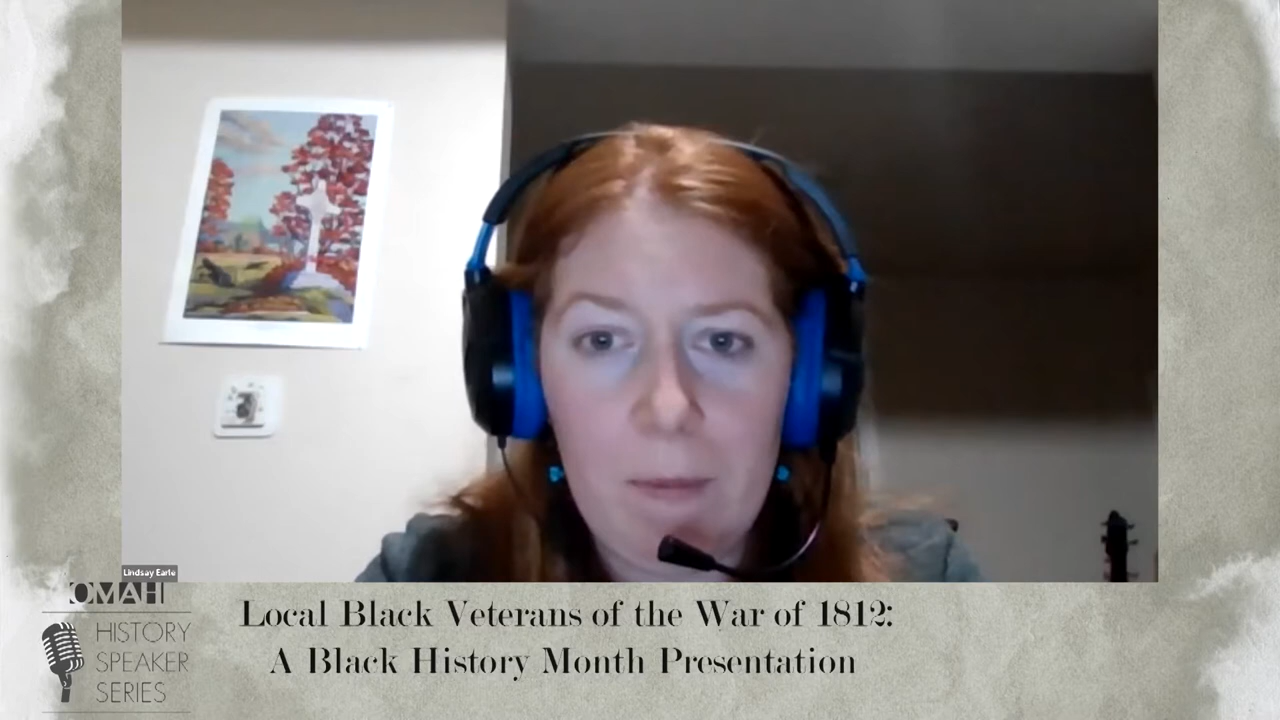 Lindsay Earle
OMAH
HISTORY
SPEAKER
SERIES
Local Black Veterans of the War of 1812:
A Black History Month Presentation